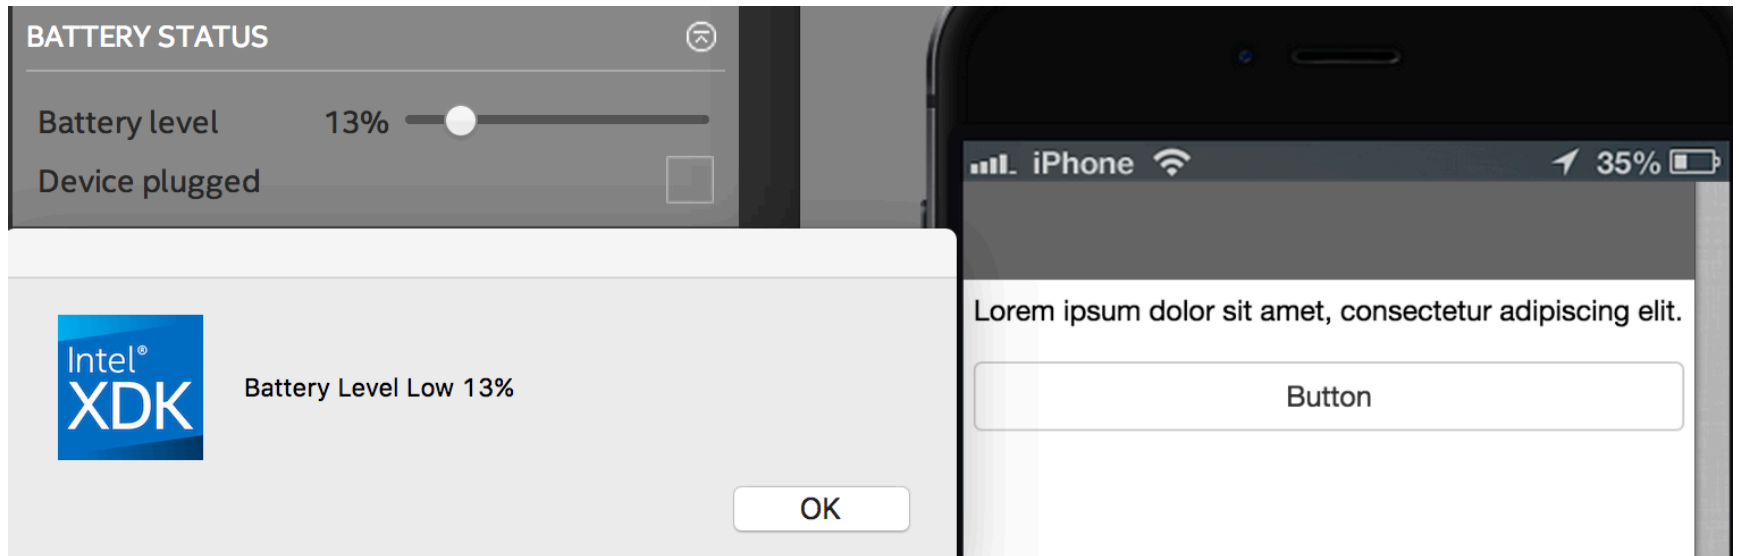 BATTERY STATUS
Battery level 13%
Device plugged
Intel®
XDK
Battery Level Low 13%
OK
iPhone 35%
Lorem ipsum dolor sit amet, consectetur adipiscing elit.
Button